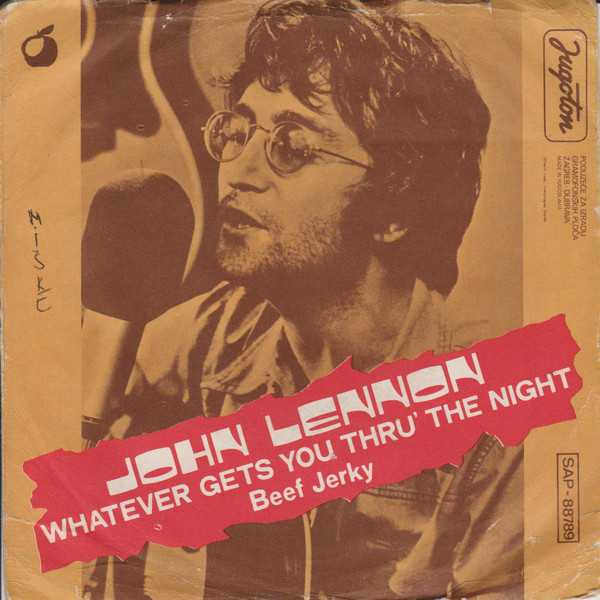 Jugoton
PODUZEĆE ZA IZRADU
GRAMOFONSKIH PLOČA
ZAGREB - DUBRAVA
MADE IN YUGOSLAVIA
JOHN LENNON
WHATEVER GETS YOU THRU' THE NIGHT
Beef Jerky
SAP - 88789